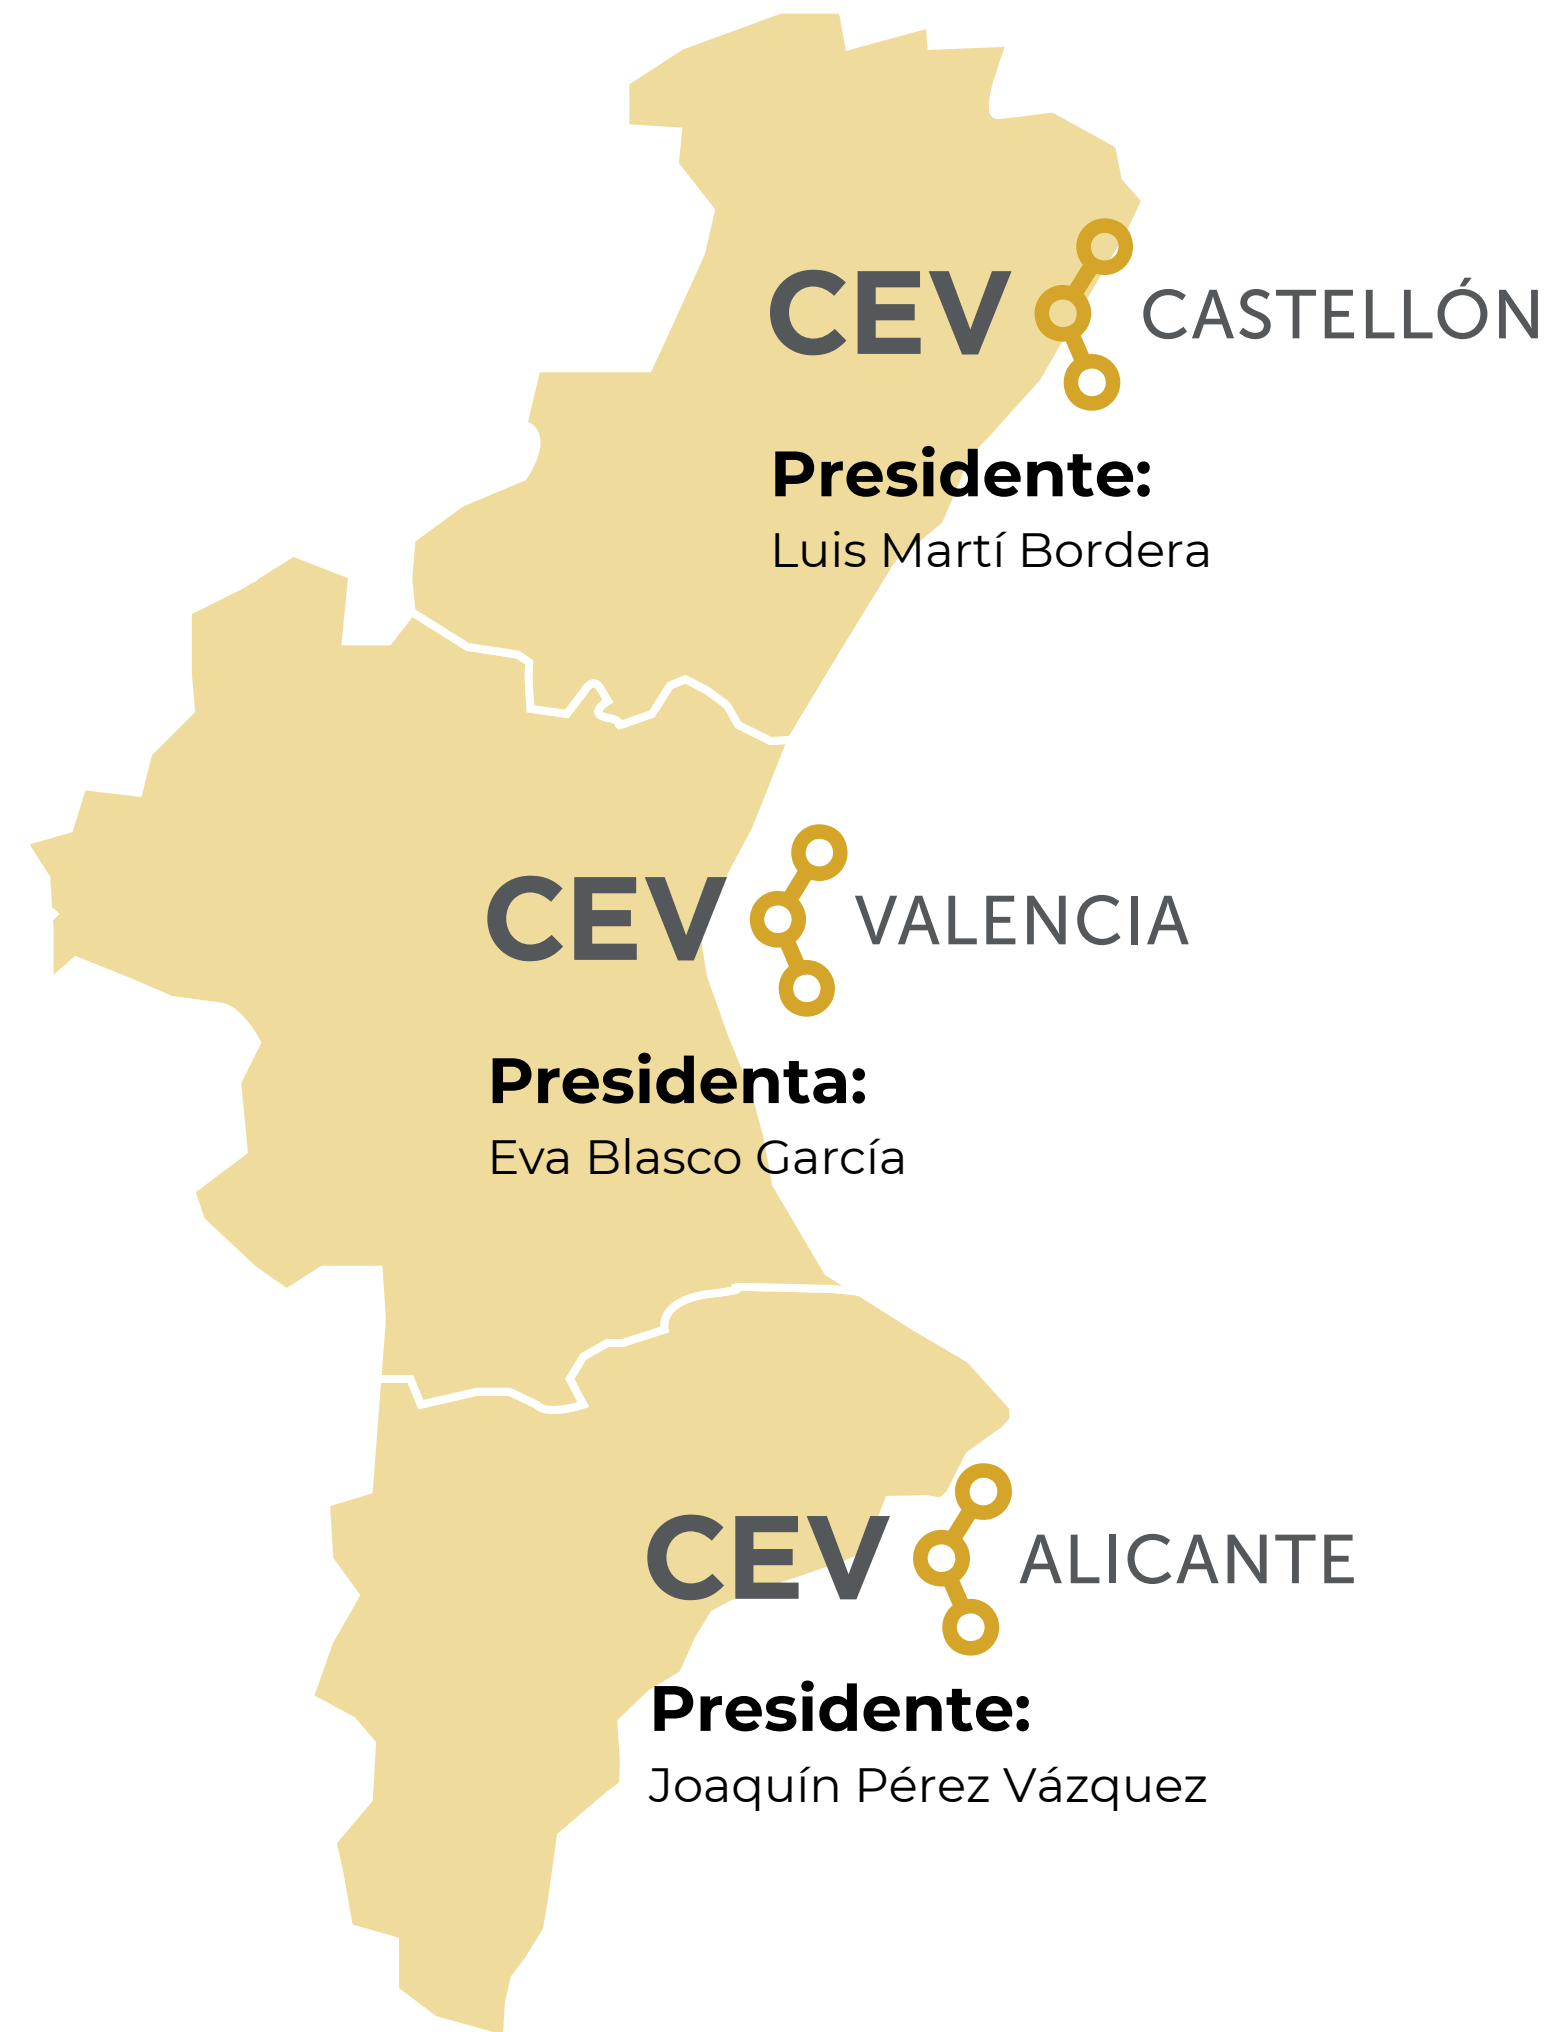 CEV CASTELLÓN
Presidente:
Luis Martí Bordera
CEV VALENCIA
Presidenta:
Eva Blasco García
CEV ALICANTE
Presidente:
Joaquín Pérez Vázquez